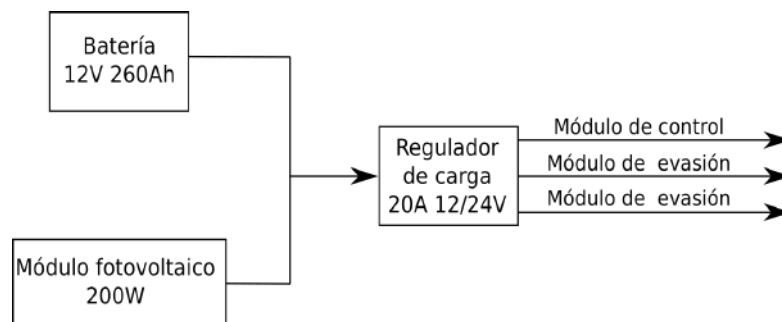 Batería
12V 260Ah
Regulador
de carga
20A 12/24V
Módulo de control
Módulo de evasión
Módulo de evasión
Módulo fotovoltaico
200W